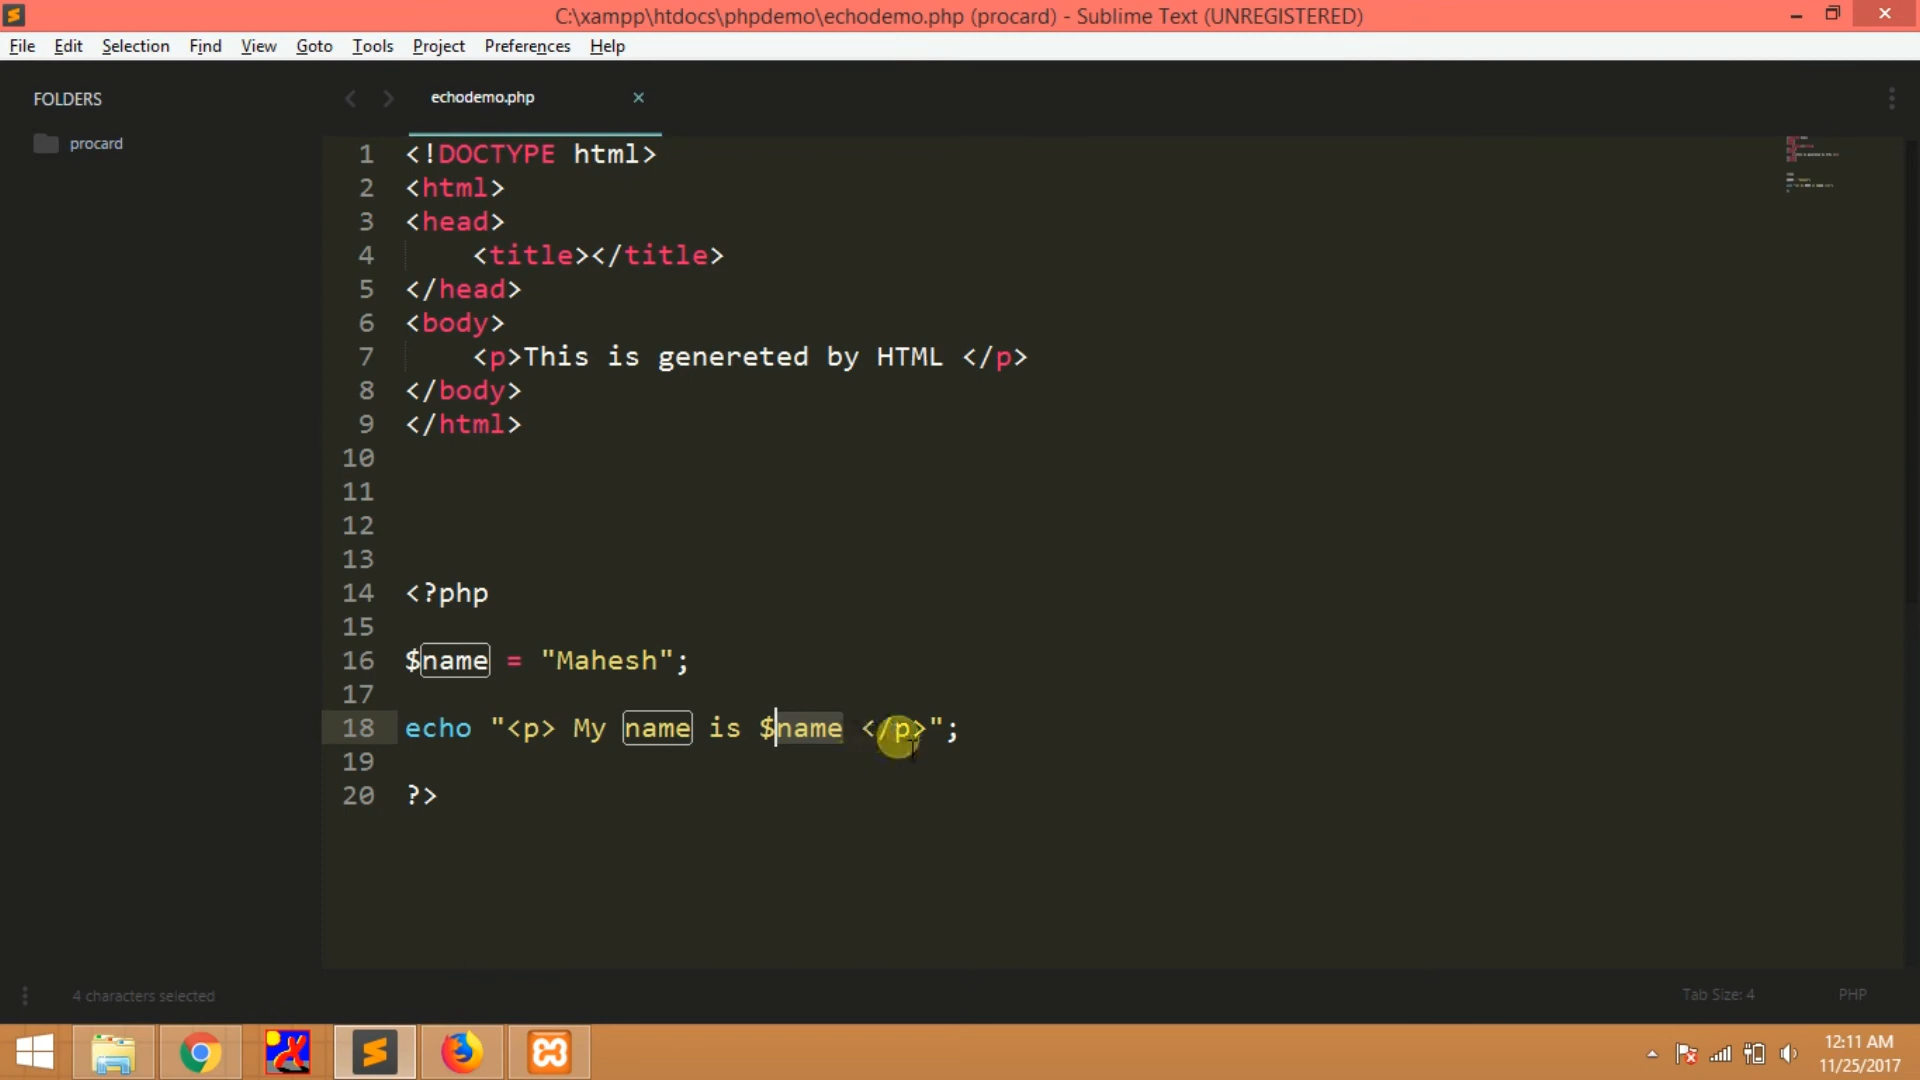 C:\xampp\htdocs\phpdemo\echodemo.php (procard) - Sublime Text (UNREGISTERED)
File Edit Selection Find View Goto Tools Project Preferences Help
FOLDERS
procard
echodemo.php
1 <!DOCTYPE html>
2 <html>
3 <head>
4 <title></title>
5 </head>
6 <body>
7 <p>This is genereted by HTML </p>
8 </body>
9 </html>
10
11
12
13
14 <?php
15
16 $name = "Mahesh";
17
18 echo "<p> My name is $name </p>";
19
20 ?>
4 characters selected
Tab Size: 4
PHP
12:11 AM
11/25/2017